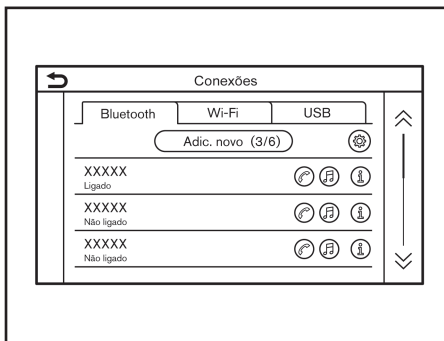 Conexões
Bluetooth Wi-Fi USB
Adic. novo (3/6)
XXXXX
Ligado
XXXXX
Não ligado
XXXXX
Não ligado